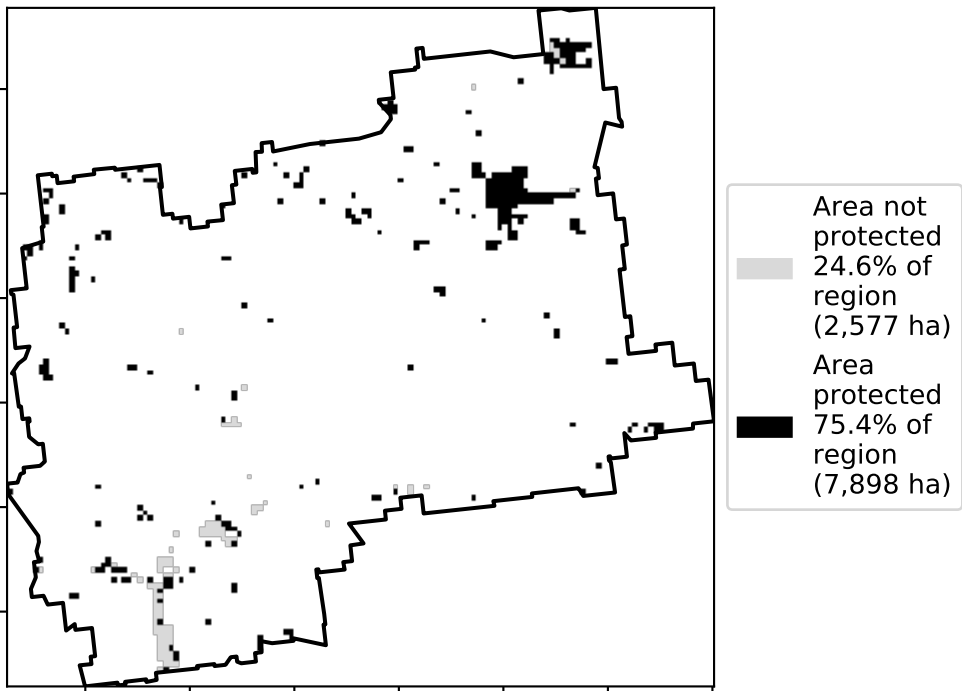 Area not
protected
24.6% of
region
(2,577 ha)
Area
protected
75.4% of
region
(7,898 ha)